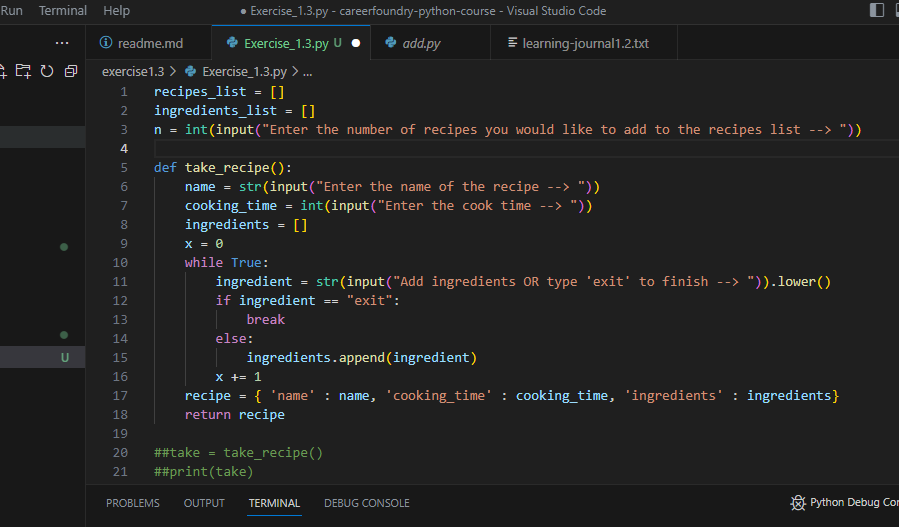 Run Terminal Help ● Exercise_1.3.py - careerfoundry-python-course - Visual Studio Code
··· readme.md Exercise_1.3.py U ● add.py learning-journal1.2.txt
exercise1.3 > Exercise_1.3.py > ...
1 recipes_list = []
2 ingredients_list = []
3 n = int(input("Enter the number of recipes you would like to add to the recipes list --> "))
4
5 def take_recipe():
6 name = str(input("Enter the name of the recipe --> "))
7 cooking_time = int(input("Enter the cook time --> "))
8 ingredients = []
9 x = 0
10 while True:
11 ingredient = str(input("Add ingredients OR type 'exit' to finish --> ")).lower()
12 if ingredient == "exit":
13 break
14 else:
15 ingredients.append(ingredient)
16 x += 1
17 recipe = { 'name' : name, 'cooking_time' : cooking_time, 'ingredients' : ingredients}
U
18 return recipe
19
20 ##take = take_recipe()
21 ##print(take)
PROBLEMS OUTPUT TERMINAL DEBUG CONSOLE Python Debug Con